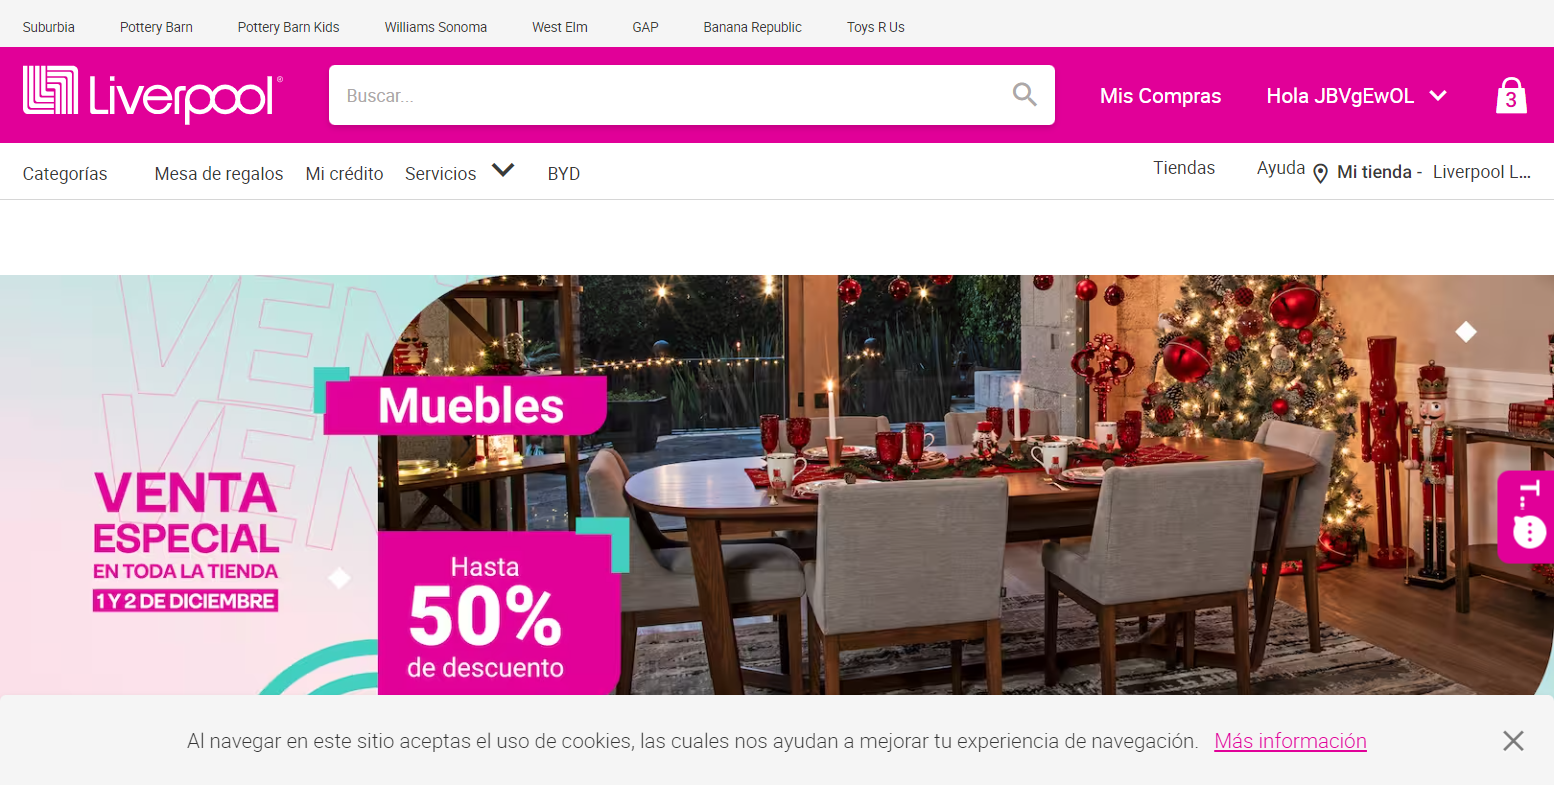 Suburbia Pottery Barn Pottery Barn Kids Williams Sonoma West Elm GAP Banana Republic Toys R Us
Liverpool® Buscar... Mis Compras Hola JBVgEwOL 3
Categorías Mesa de regalos Mi crédito Servicios BYD Tiendas Ayuda Mi tienda - Liverpool L...
VEN
VEN
Muebles
VENTA
ESPECIAL
EN TODA LA TIENDA
1 Y 2 DE DICIEMBRE
Hasta
50%
de descuento
T...
Al navegar en este sitio aceptas el uso de cookies, las cuales nos ayudan a mejorar tu experiencia de navegación. Más información